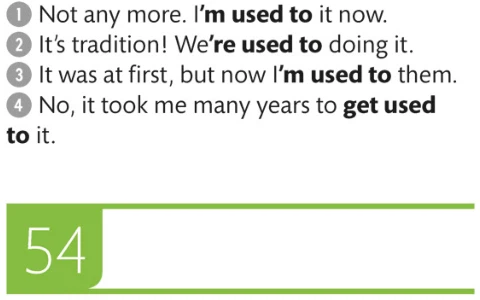 1 Not any more. I'm used to it now.
2 It's tradition! We're used to doing it.
3 It was at first, but now I'm used to them.
4 No, it took me many years to get used
to it.
54